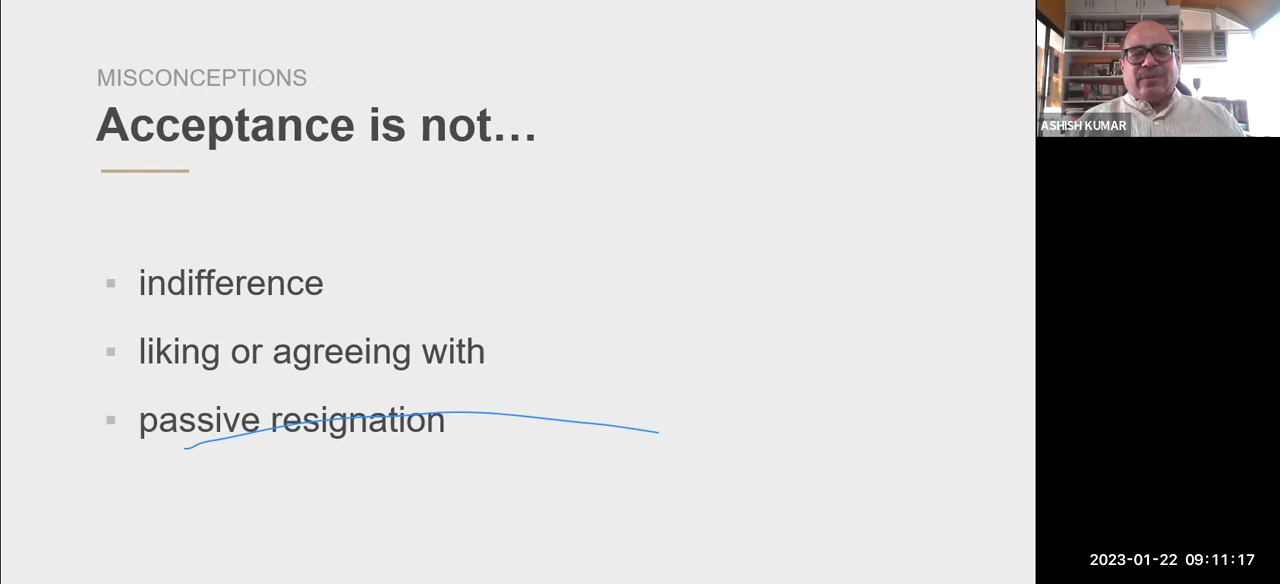 MISCONCEPTIONS
Acceptance is not...
indifference
liking or agreeing with
passive resignation
ASHISH KUMAR
2023-01-22 09:11:17